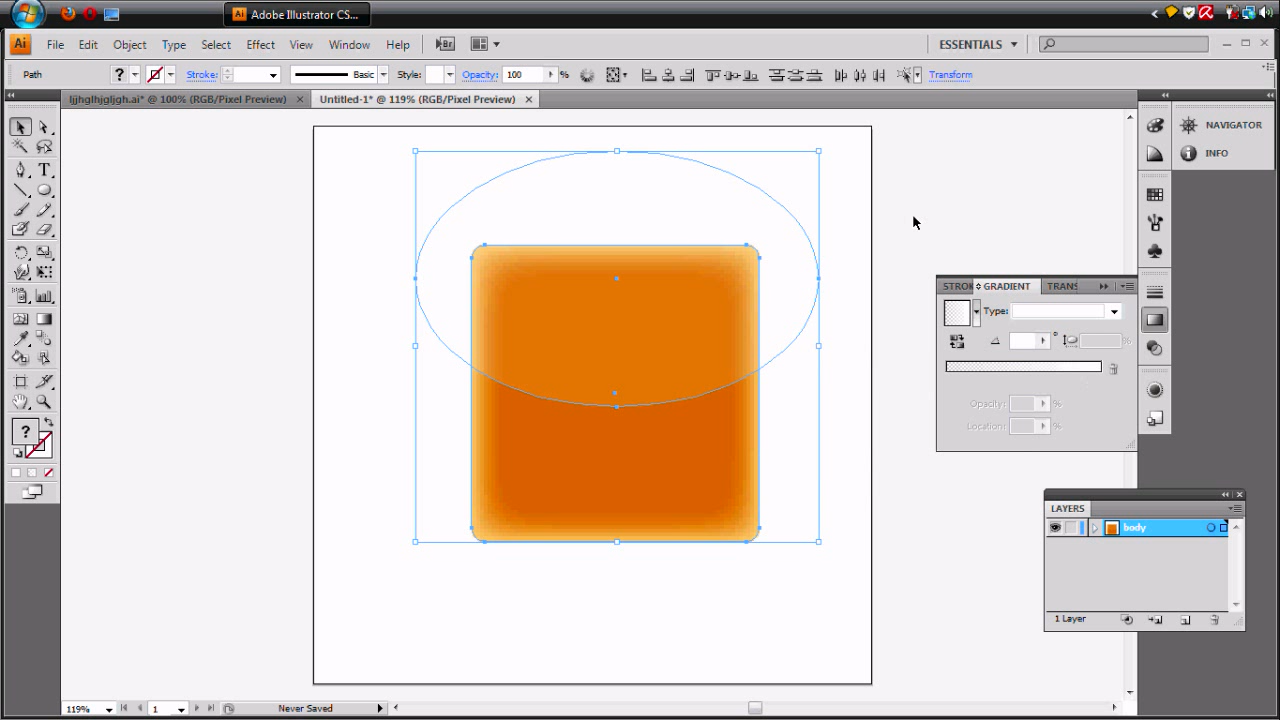 Adobe Illustrator CS...
Ai File Edit Object Type Select Effect View Window Help Br ESSENTIALS
Path ? Stroke: Basic Style: Opacity: 100 % Transform
ljjhglhjgljgh.ai* @ 100% (RGB/Pixel Preview) Untitled-1* @ 119% (RGB/Pixel Preview)
NAVIGATOR
INFO
T
STROK GRADIENT TRANS
Type:
° %
Opacity: %
Location: %
?
LAYERS
body
1 Layer
119% 1 Never Saved